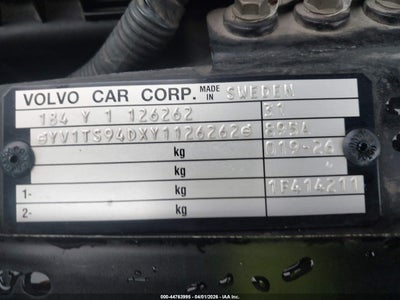 VOLVO CAR CORP. MADE IN SWEDEN
184 Y 1 126262 31
YV1TS94DXY1126262 8954
kg 019-26
kg
1- kg 1F414211
2- kg
000-44763995 - 04/01/2026 - IAA Inc.